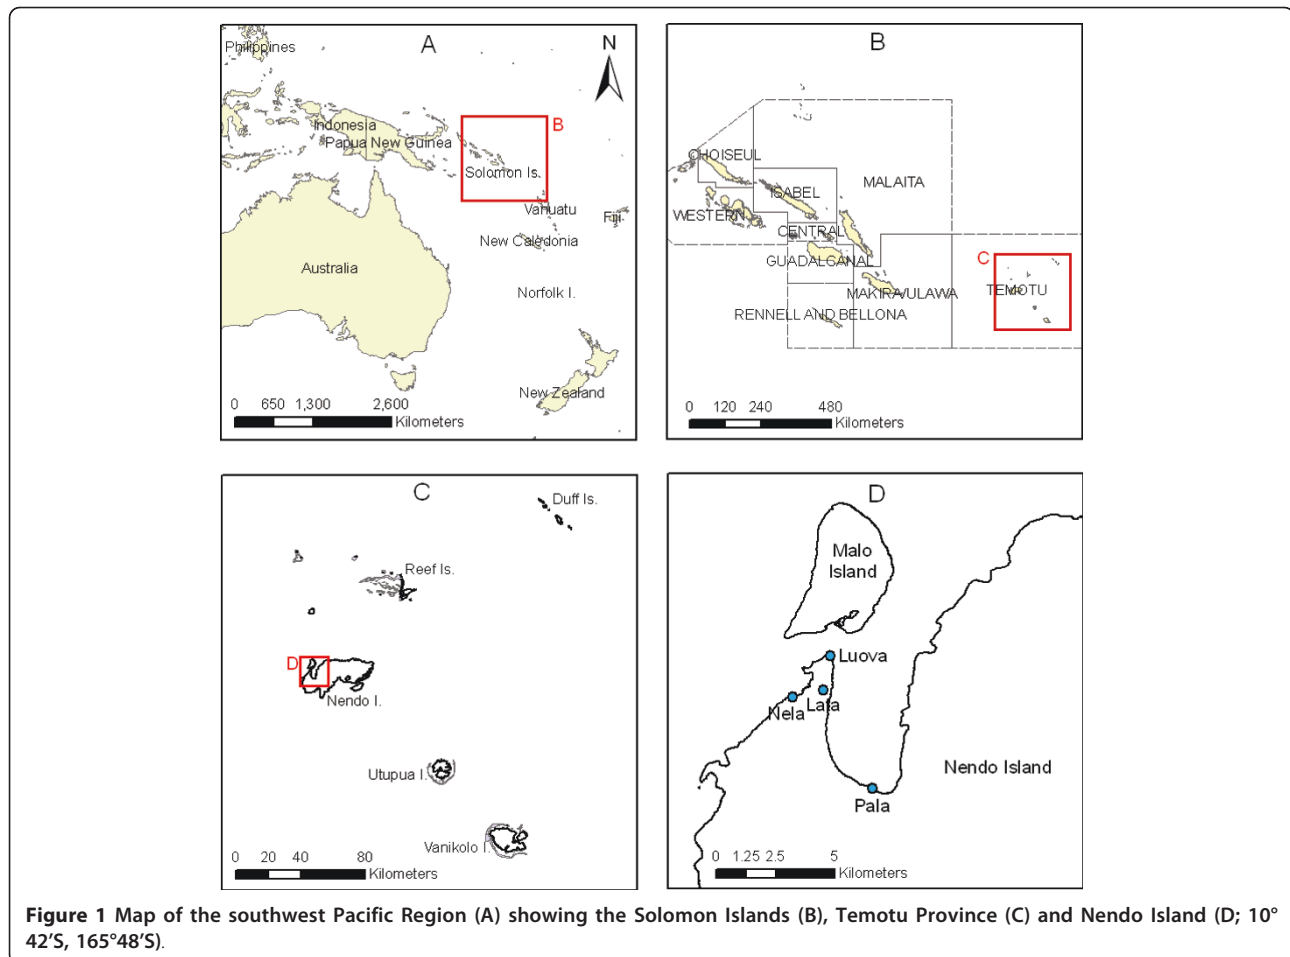 A
N
Philippines
Indonesia
Papua New Guinea
B
Solomon Is.
Vanuatu
Fiji
New Caledonia
Australia
Norfolk I.
New Zealand
0 650 1,300 2,600
Kilometers
B
CHOISEUL
ISABEL
MALAITA
WESTERN
CENTRAL
GUADALCANAL
C
TEMOTU
MAKIRA/ULAWA
RENNELL AND BELLONA
0 120 240 480
Kilometers
C
Duff Is.
Reef Is.
D
Nendo I.
Utupua I.
Vanikolo I.
0 20 40 80
Kilometers
D
Malo
Island
Luova
Lata
Nela
Nendo Island
Pala
0 1.25 2.5 5
Kilometers
Figure 1 Map of the southwest Pacific Region (A) showing the Solomon Islands (B), Temotu Province (C) and Nendo Island (D; 10°
42’S, 165°48’S).